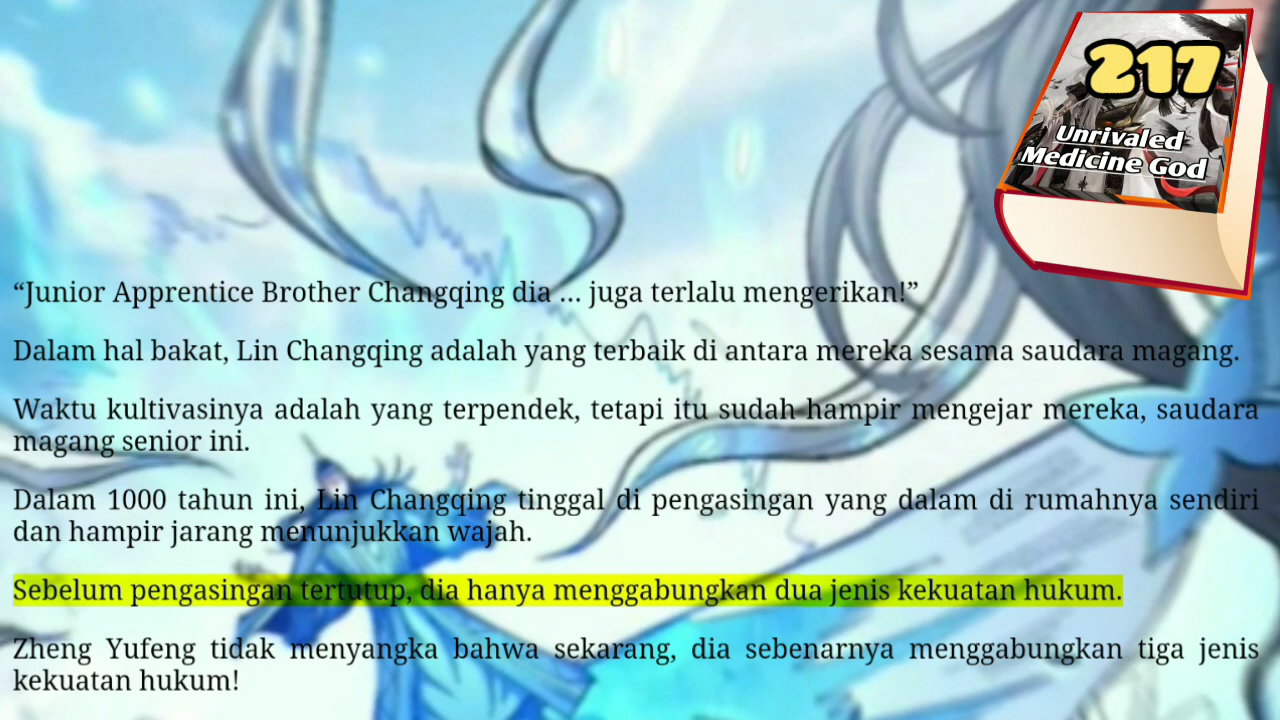 217
Unrivaled
Medicine God
“Junior Apprentice Brother Changqing dia … juga terlalu mengerikan!”
Dalam hal bakat, Lin Changqing adalah yang terbaik di antara mereka sesama saudara magang.
Waktu kultivasinya adalah yang terpendek, tetapi itu sudah hampir mengejar mereka, saudara
magang senior ini.
Dalam 1000 tahun ini, Lin Changqing tinggal di pengasingan yang dalam di rumahnya sendiri
dan hampir jarang menunjukkan wajah.
Sebelum pengasingan tertutup, dia hanya menggabungkan dua jenis kekuatan hukum.
Zheng Yufeng tidak menyangka bahwa sekarang, dia sebenarnya menggabungkan tiga jenis
kekuatan hukum!